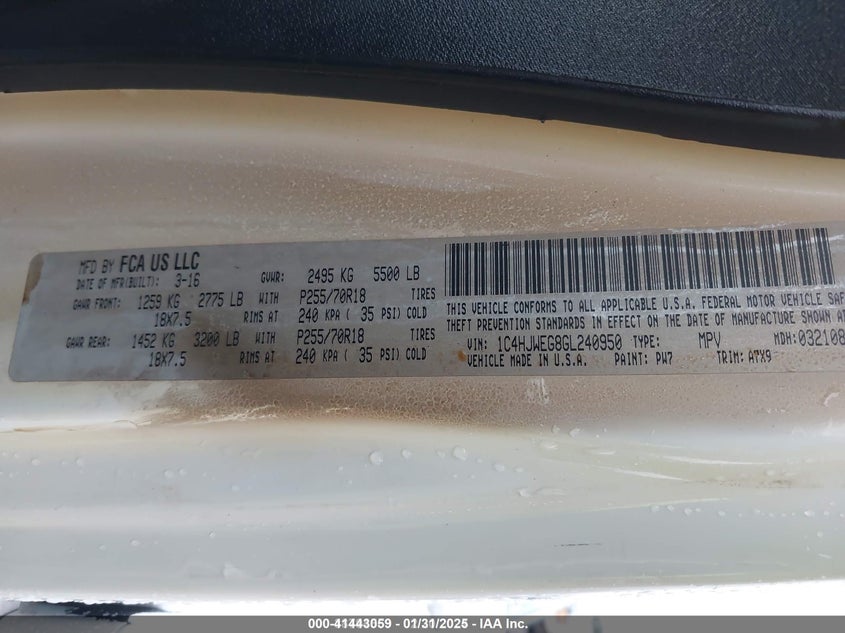 MFD BY FCA US LLC
DATE OF MFR(BUILT): 3-16 GVWR: 2495 KG 5500 LB
GAWR FRONT: 1259 KG 2775 LB WITH P255/70R18 TIRES
18X7.5 RIMS AT 240 KPA ( 35 PSI) COLD
GAWR REAR: 1452 KG 3200 LB WITH P255/70R18 TIRES
18X7.5 RIMS AT 240 KPA ( 35 PSI) COLD
THIS VEHICLE CONFORMS TO ALL APPLICABLE U.S.A. FEDERAL MOTOR VEHICLE SAF
THEFT PREVENTION STANDARDS IN EFFECT ON THE DATE OF MANUFACTURE SHOWN A
VIN: 1C4HJWEG8GL240950 TYPE: MPV MDH: 032108
VEHICLE MADE IN U.S.A. PAINT: PW7 TRIM: ATX9
000-41443059 - 01/31/2025 - IAA Inc.